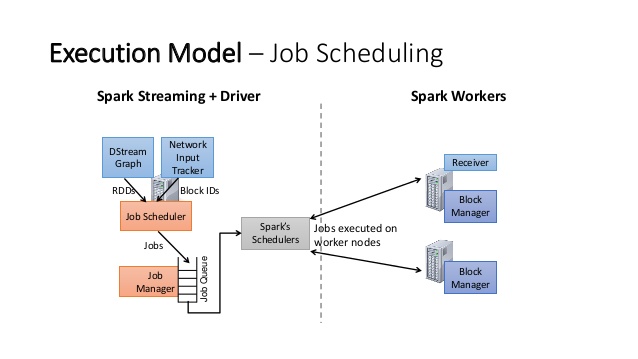 Execution Model – Job Scheduling
Spark Streaming + Driver
Spark Workers
DStream
Graph
Network
Input
Tracker
RDDs
Block IDs
Job Scheduler
Jobs
Job
Manager
Job Queue
Spark's
Schedulers
Jobs executed on
worker nodes
Receiver
Block
Manager
Block
Manager